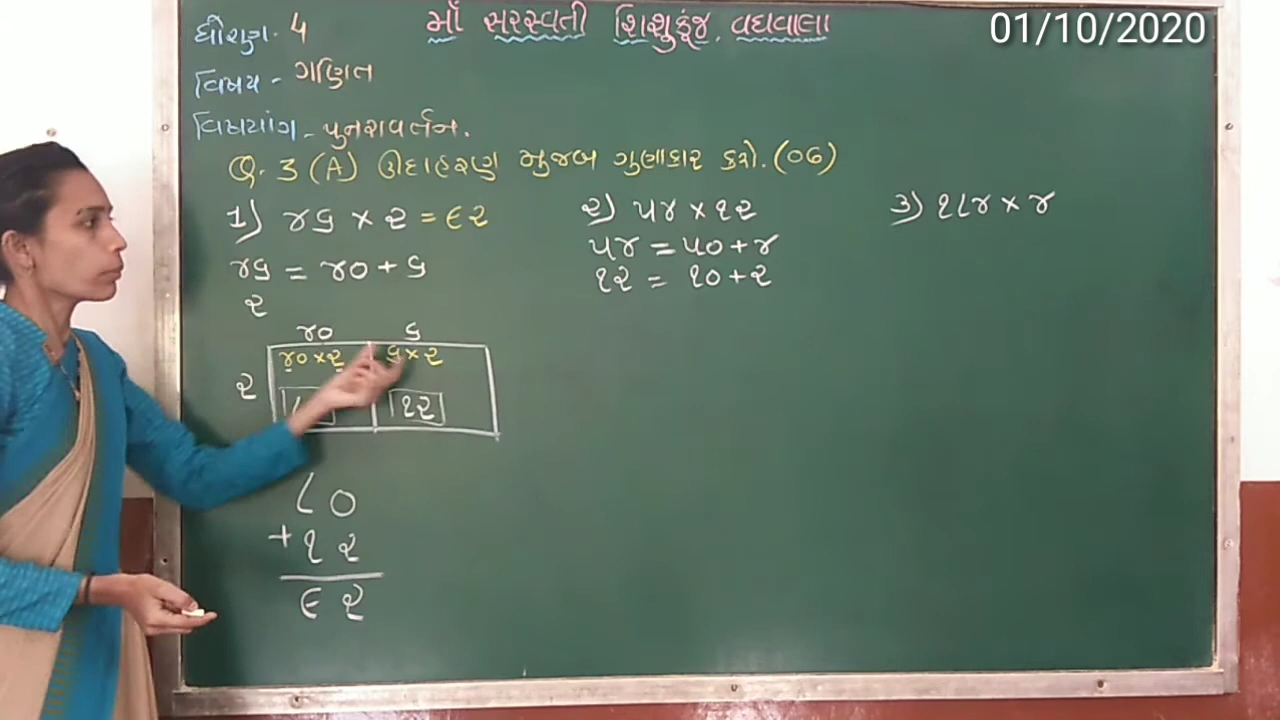 ધોરણ. 4
માઁ સરસ્વતી શિશુકુંજ, વઘાવાલા
01/10/2020
વિષય - ગણિત
વિષયાંગ - પુનરાવર્તન.
Q. 3 (A) ઉદાહરણ મુજબ ગુણાકાર કરો. (06)
1) ૪૬ × ૨ = ૯૨
૨) ૫૪ × ૧૨
૩) ૧૮૪ × ૪
૪૬ = ૪૦ + ૬
૫૪ = ૫૦ + ૪
૨
૧૨ = ૧૦ + ૨
૪૦ ૬
૪૦ × ૨ ૬ × ૨
૨
૧૨
૮૦
+ ૧૨
૯૨